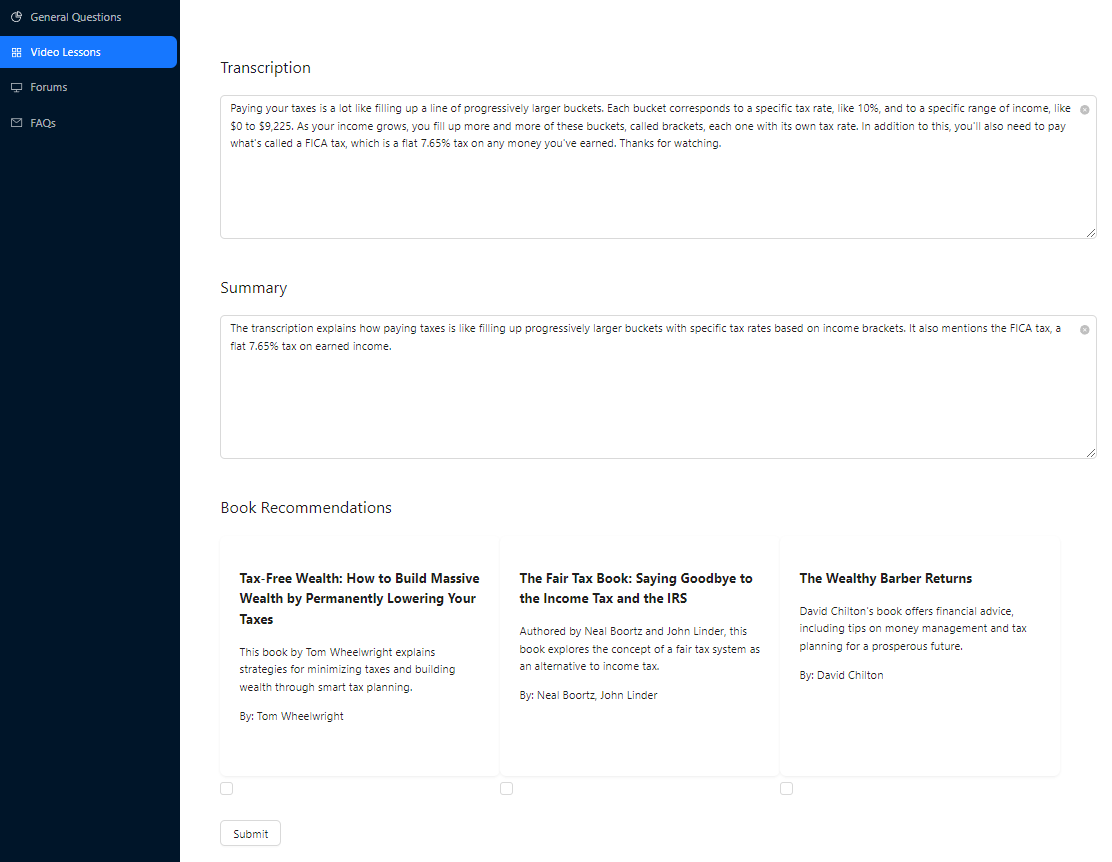 General Questions
Video Lessons
Forums
FAQs
Transcription
Paying your taxes is a lot like filling up a line of progressively larger buckets. Each bucket corresponds to a specific tax rate, like 10%, and to a specific range of income, like
$0 to $9,225. As your income grows, you fill up more and more of these buckets, called brackets, each one with its own tax rate. In addition to this, you'll also need to pay
what's called a FICA tax, which is a flat 7.65% tax on any money you've earned. Thanks for watching.
Summary
The transcription explains how paying taxes is like filling up progressively larger buckets with specific tax rates based on income brackets. It also mentions the FICA tax, a
flat 7.65% tax on earned income.
Book Recommendations
Tax-Free Wealth: How to Build Massive
Wealth by Permanently Lowering Your
Taxes
This book by Tom Wheelwright explains
strategies for minimizing taxes and building
wealth through smart tax planning.
By: Tom Wheelwright
The Fair Tax Book: Saying Goodbye to
the Income Tax and the IRS
Authored by Neal Boortz and John Linder, this
book explores the concept of a fair tax system as
an alternative to income tax.
By: Neal Boortz, John Linder
The Wealthy Barber Returns
David Chilton's book offers financial advice,
including tips on money management and tax
planning for a prosperous future.
By: David Chilton
Submit